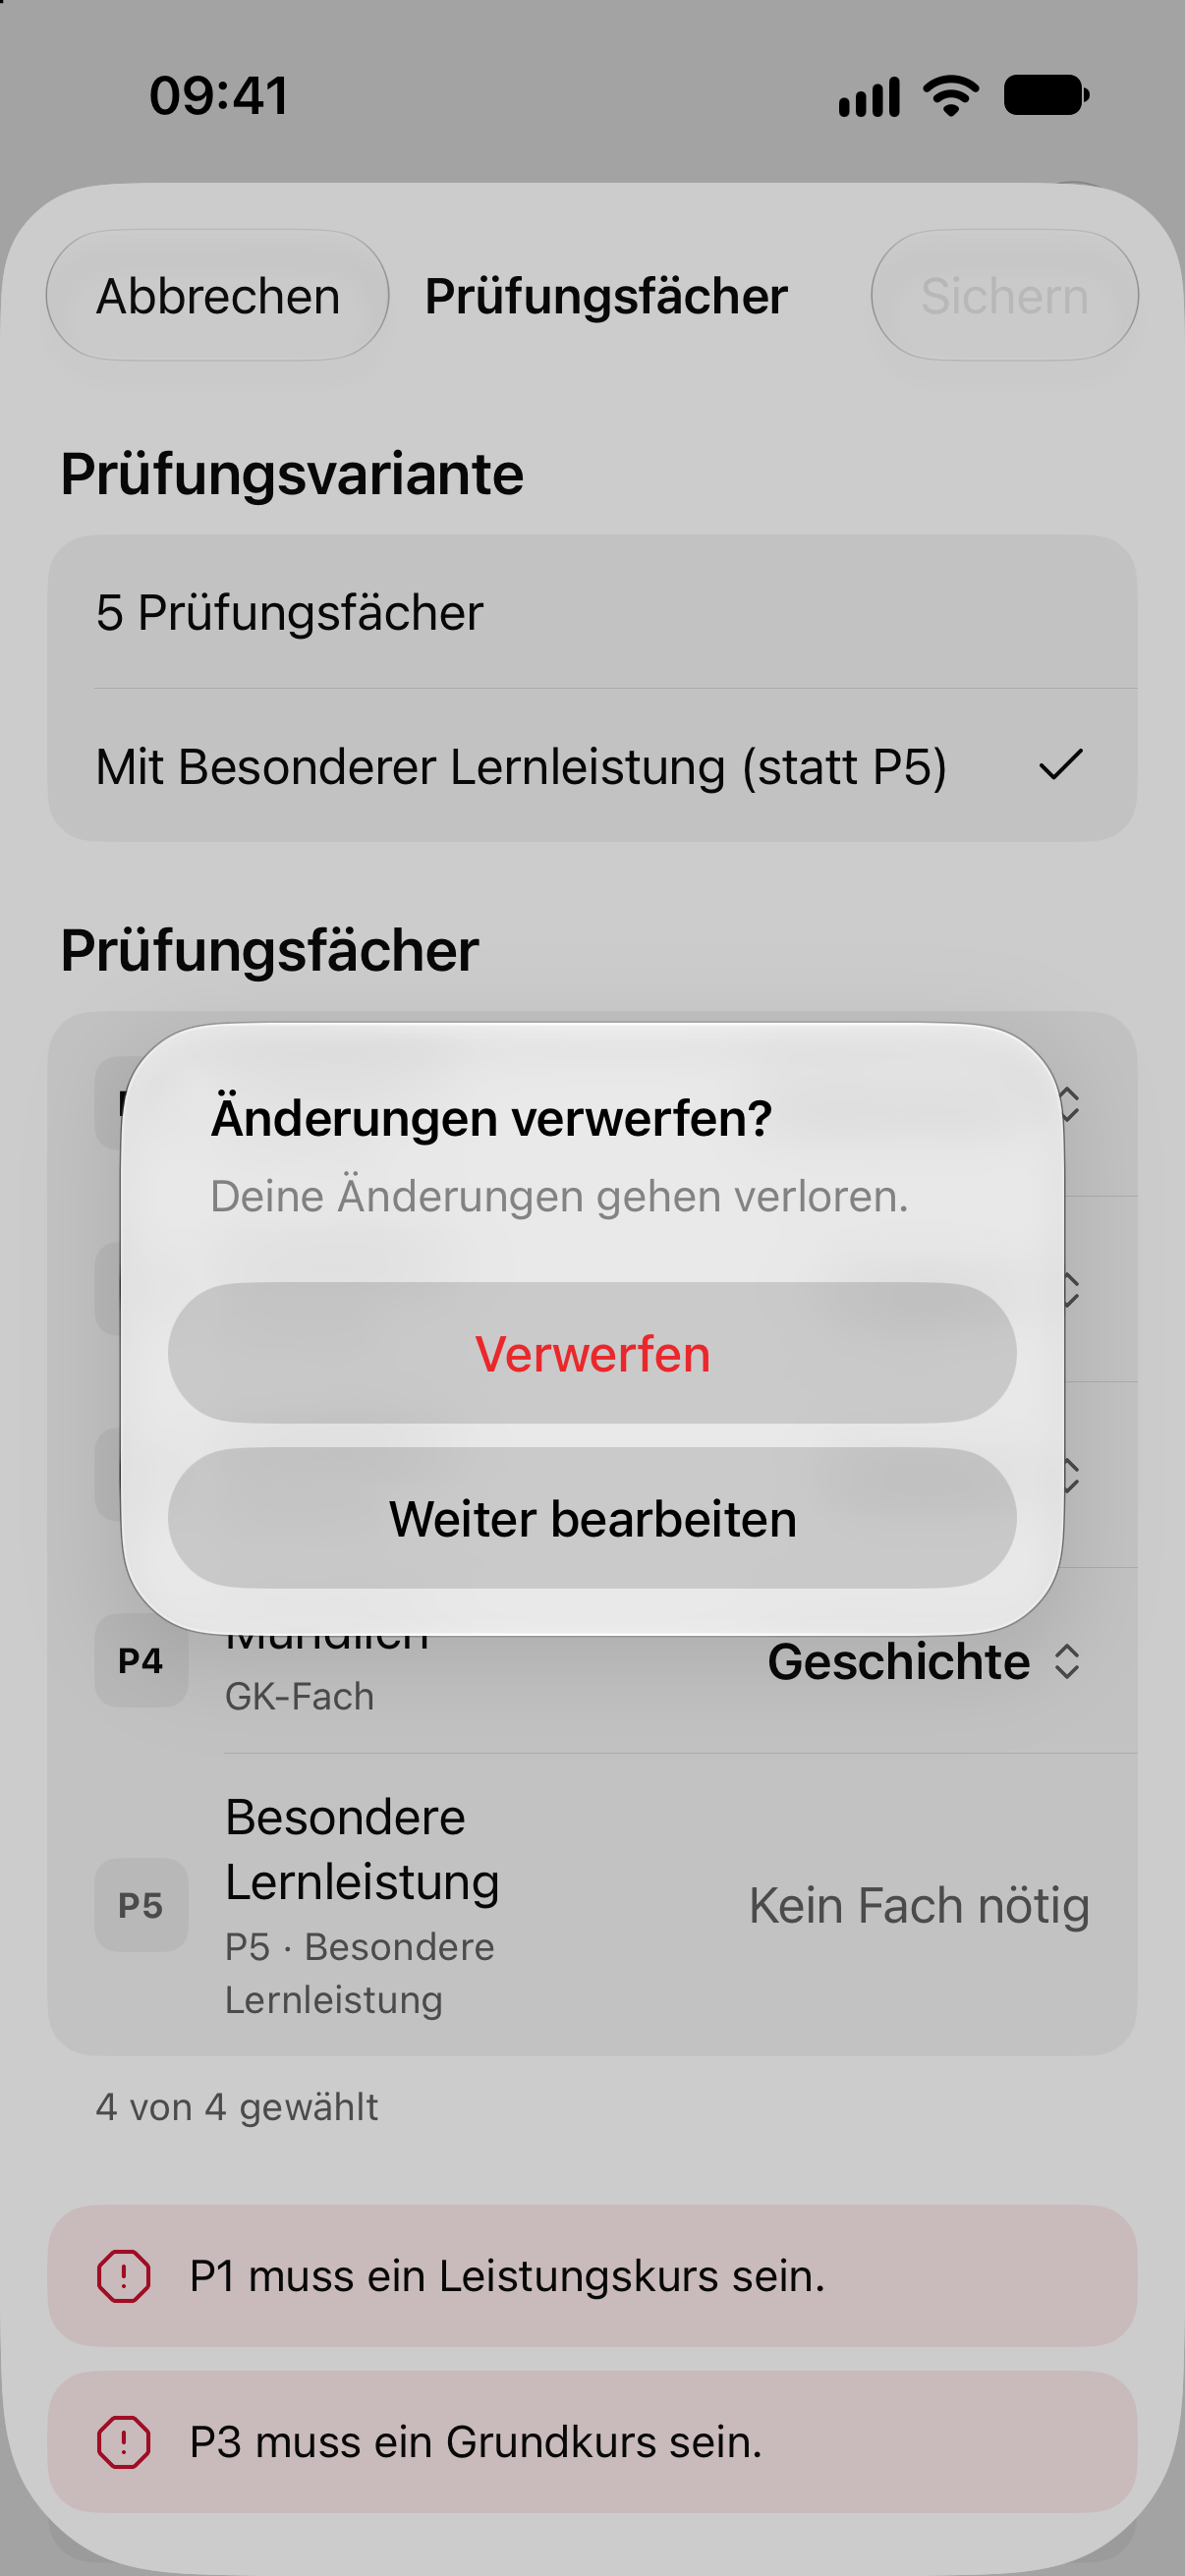 09:41
Abbrechen
Prüfungsfächer
Sichern
Prüfungsvariante
5 Prüfungsfächer
Mit Besonderer Lernleistung (statt P5)
Prüfungsfächer
Änderungen verwerfen?
Deine Änderungen gehen verloren.
Verwerfen
Weiter bearbeiten
P4
Mündlich
GK-Fach
Geschichte
P5
Besondere
Lernleistung
P5 · Besondere
Lernleistung
Kein Fach nötig
4 von 4 gewählt
P1 muss ein Leistungskurs sein.
P3 muss ein Grundkurs sein.